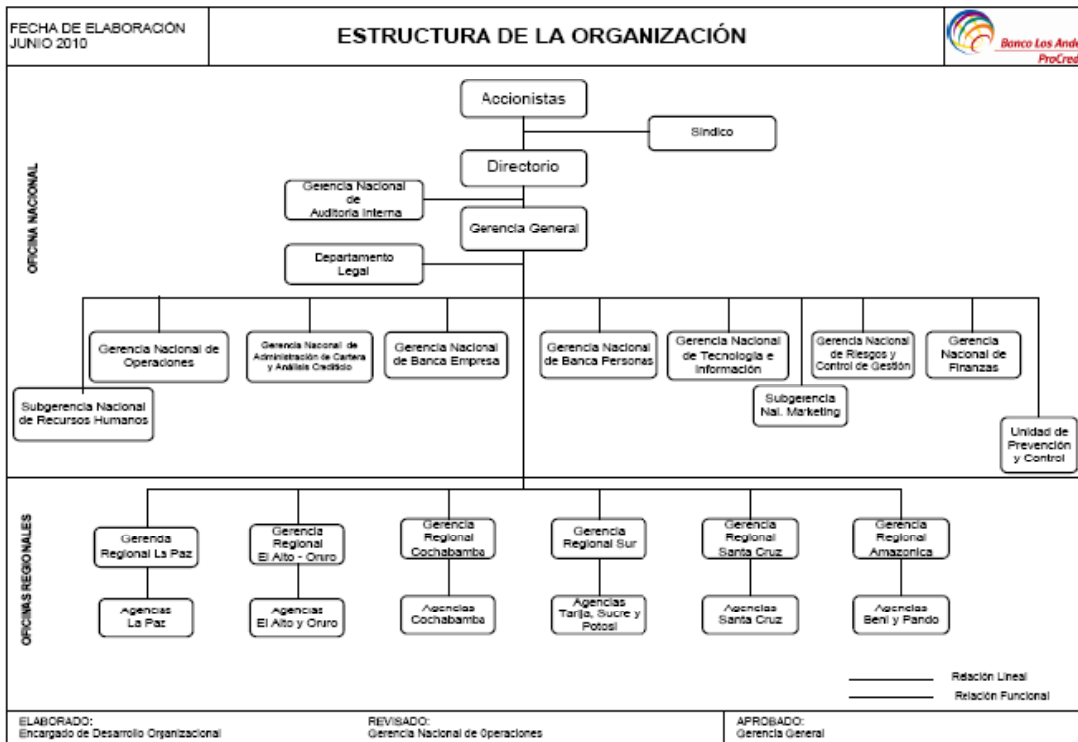 FECHA DE ELABORACIÓN
JUNIO 2010
ESTRUCTURA DE LA ORGANIZACIÓN
Banco Los Ande
ProCred
OFICINA NACIONAL
Accionistas
Síndico
Directorio
Gerencia Nacional
de
Auditoría Interna
Gerencia General
Departamento
Legal
Gerencia Nacional de
Operaciones
Gerencia Nacional de
Administración de Cartera
y Análisis Crediticio
Gerencia Nacional
de Banca Empresa
Gerencia Nacional
de Banca Personas
Gerencia Nacional
de Tecnología e
Información
Gerencia Nacional
de Riesgos y
Control de Gestión
Gerencia
Nacional de
Finanzas
Subgerencia Nacional
de Recursos Humanos
Subgerencia
Nal. Marketing
Unidad de
Prevención
y Control
OFICINAS REGIONALES
Gerencia
Regional La Paz
Gerencia
Regional
El Alto - Oruro
Gerencia
Regional
Cochabamba
Gerencia
Regional Sur
Gerencia
Regional
Santa Cruz
Gerencia
Regional
Amazonica
Agencias
La Paz
Agencias
El Alto y Oruro
Agencias
Cochabamba
Agencias
Tarija, Sucre y
Potosí
Agencias
Santa Cruz
Agencias
Beni y Pando
Relación Lineal
Relación Funcional
ELABORADO:
Encargado de Desarrollo Organizacional
REVISADO:
Gerencia Nacional de Operaciones
APROBADO:
Gerencia General